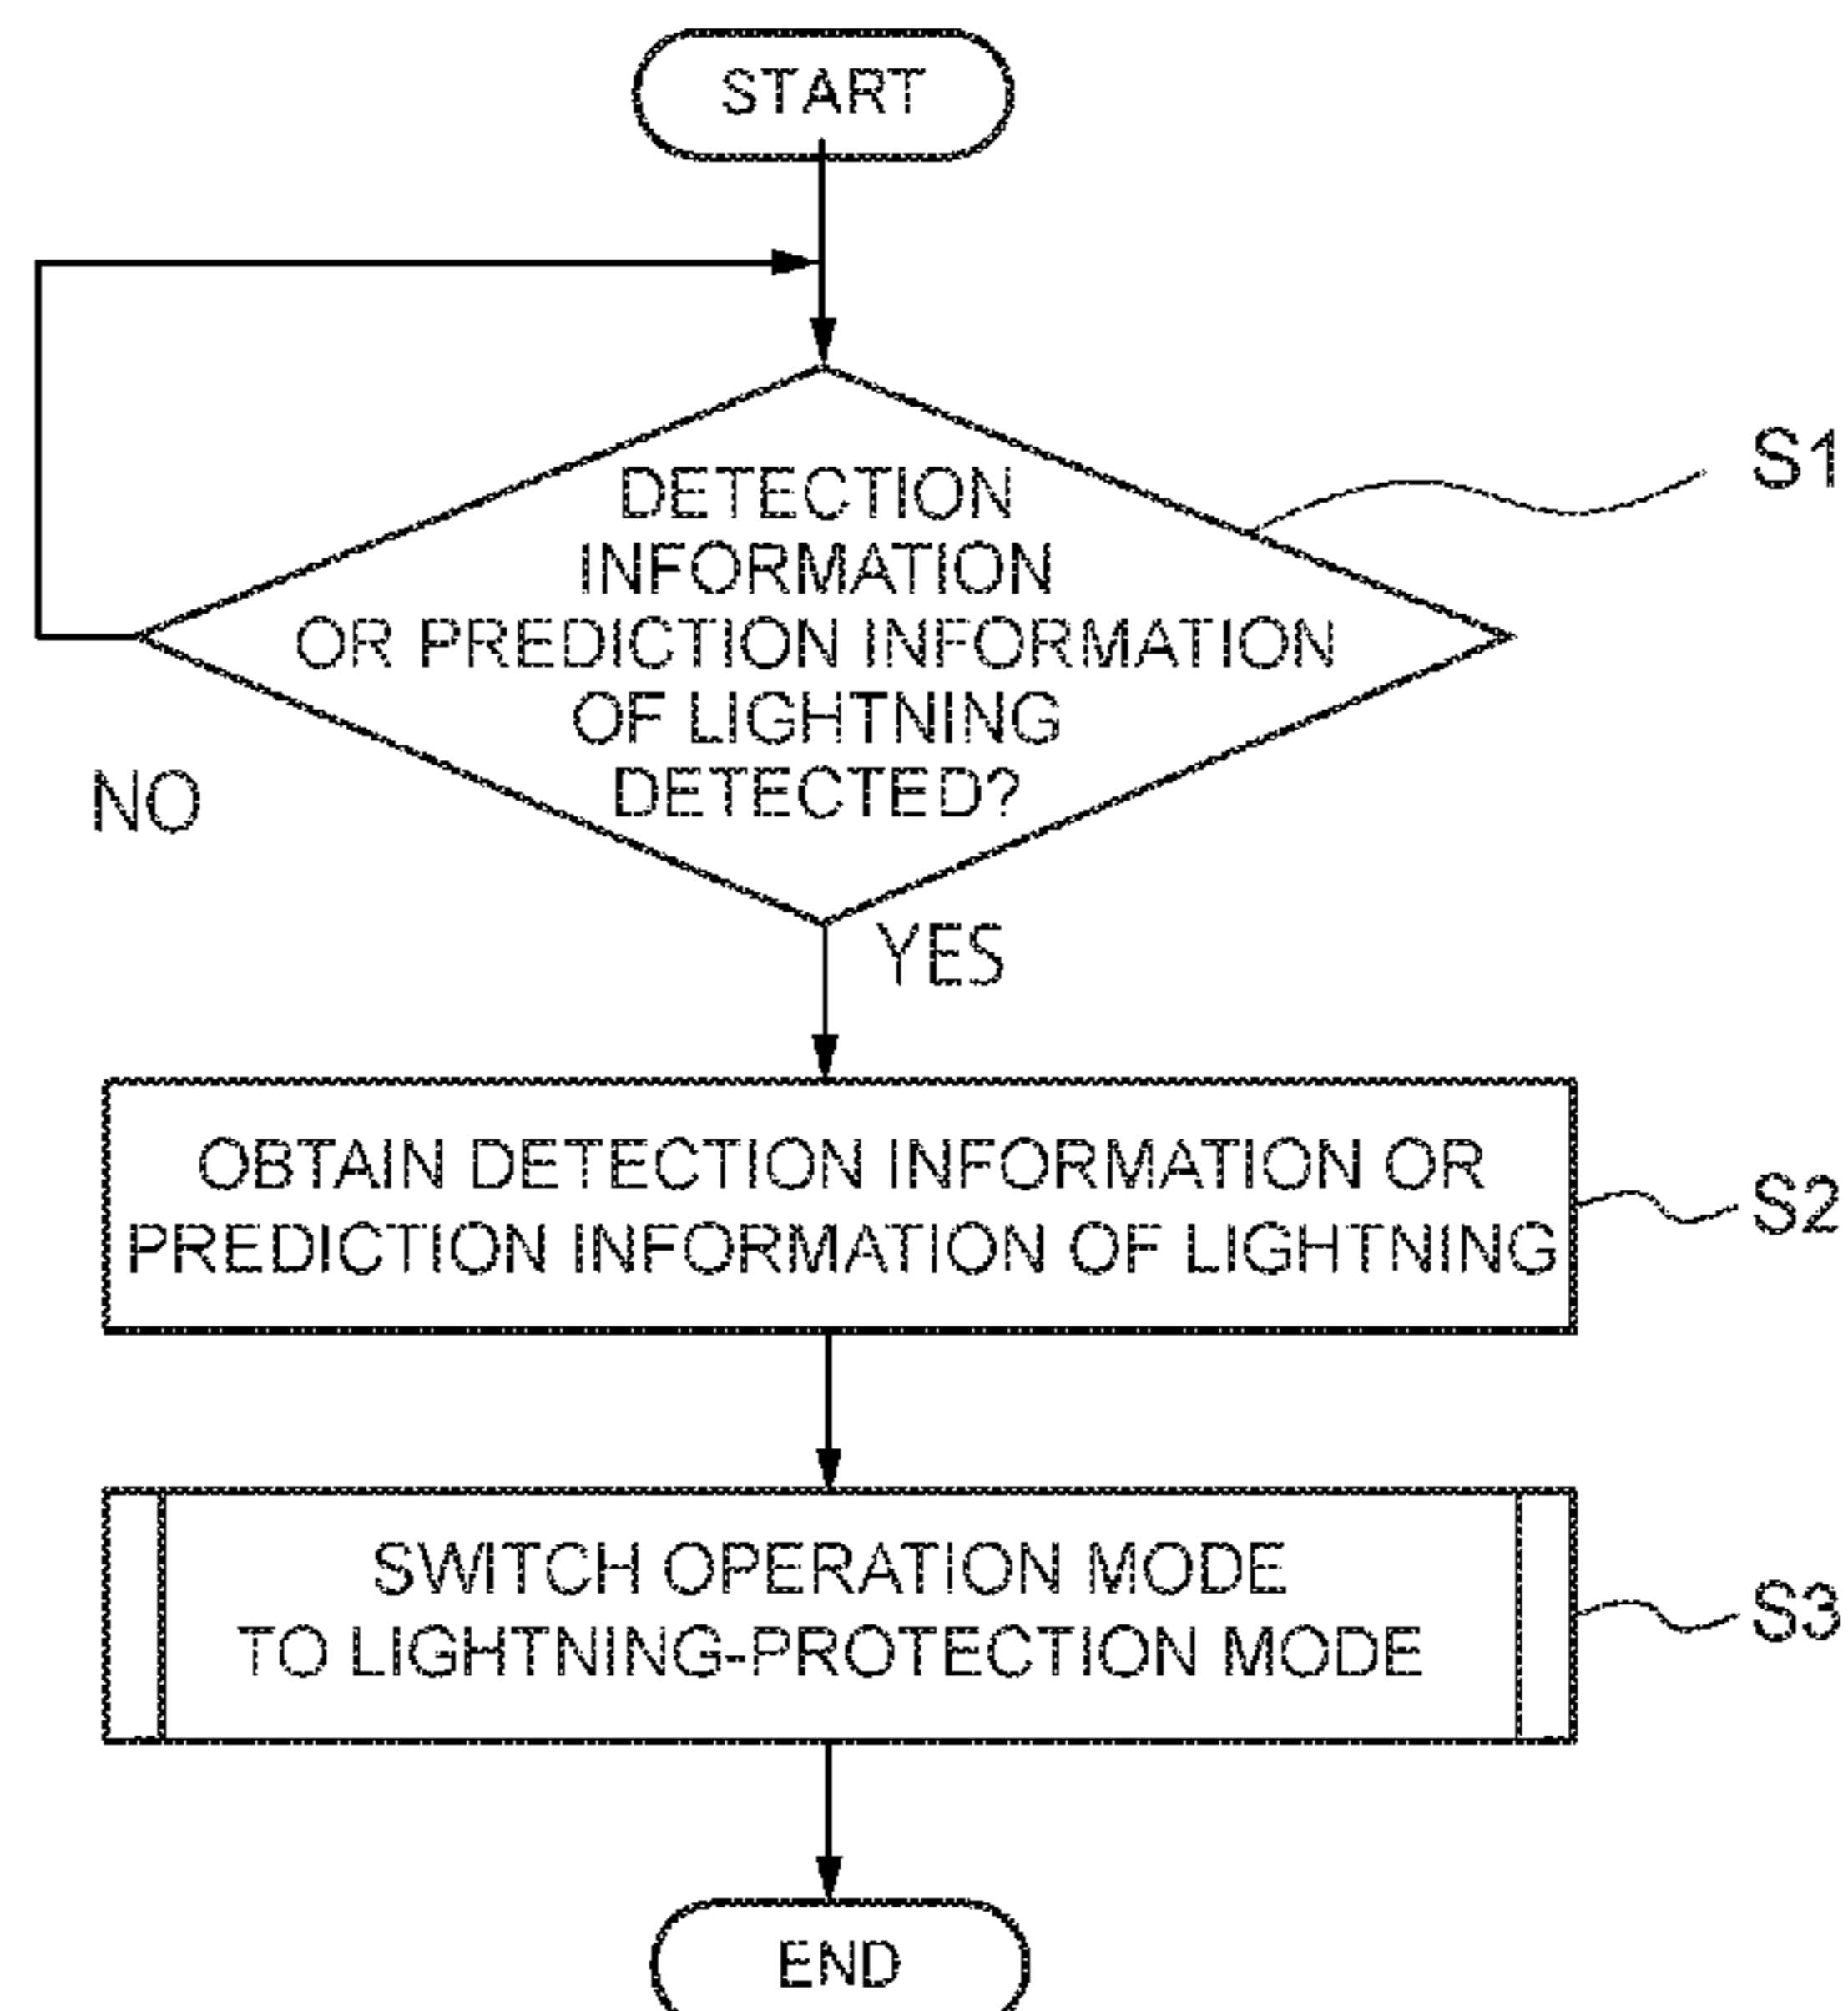 START
DETECTION
INFORMATION
OR PREDICTION INFORMATION
OF LIGHTNING
DETECTED?
S1
NO
YES
OBTAIN DETECTION INFORMATION OR
PREDICTION INFORMATION OF LIGHTNING
S2
SWITCH OPERATION MODE
TO LIGHTNING-PROTECTION MODE
S3
END